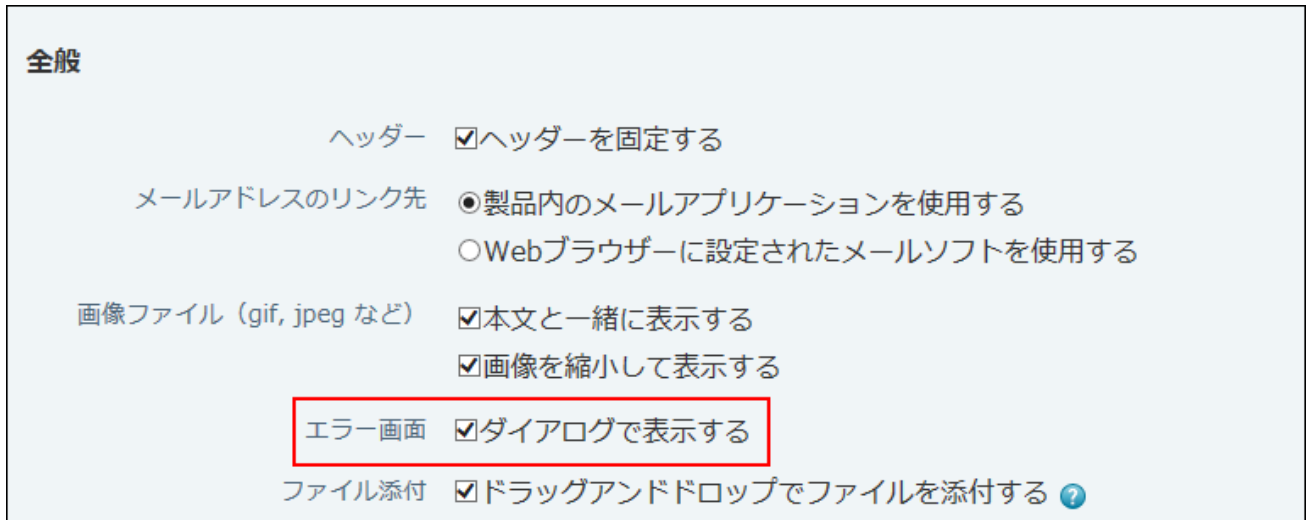 全般
ヘッダー ヘッダーを固定する
メールアドレスのリンク先 製品内のメールアプリケーションを使用する
Webブラウザーに設定されたメールソフトを使用する
画像ファイル（gif, jpeg など） 本文と一緒に表示する
画像を縮小して表示する
エラー画面 ダイアログで表示する
ファイル添付 ドラッグアンドドロップでファイルを添付する ?